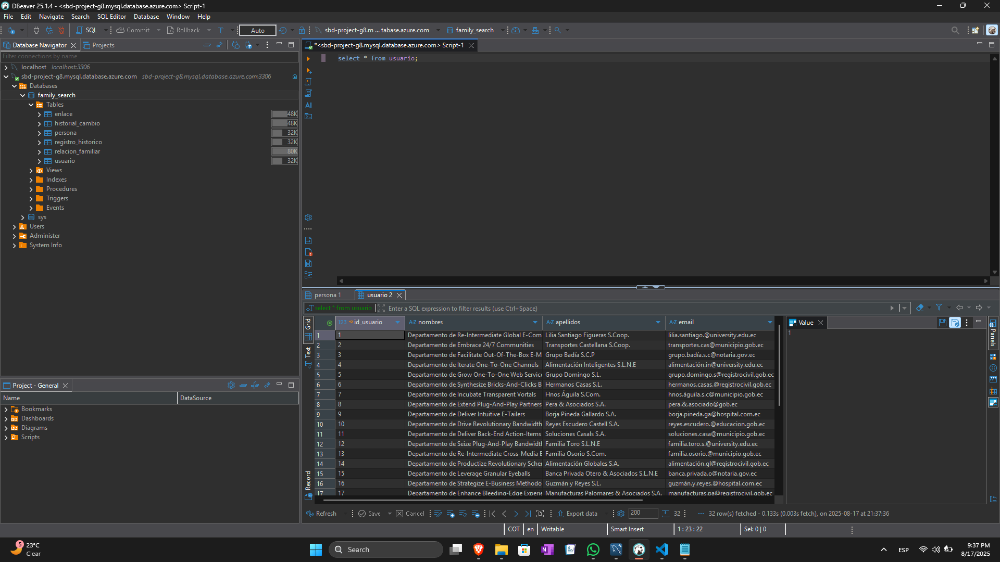 DBeaver 25.1.4 - <sbd-project-g8.mysql.database.azure.com> Script-1
File Edit Navigate Search SQL Editor Database Window Help
SQL Commit Rollback T Auto sbd-project-g8.m ... tabase.azure.com family_search
Database Navigator Projects
Filter connections by name
localhost localhost:3306
sbd-project-g8.mysql.database.azure.com sbd-project-g8.mysql.database.azure.com:3306
Databases
family_search
Tables
enlace 48K
historial_cambio 48K
persona 32K
registro_historico 32K
relacion_familiar 80K
usuario 32K
Views
Indexes
Procedures
Triggers
Events
sys
Users
Administer
System Info
Project - General
Name DataSource
Bookmarks
Dashboards
Diagrams
Scripts
*<sbd-project-g8.mysql.database.azure.com> Script-1
select * from usuario;
AI
persona 1 usuario 2
select * from usuario Enter a SQL expression to filter results (use Ctrl+Space)
Grid
Text
Record
123 id_usuario A-Z nombres A-Z apellidos A-Z email
1 1 Departamento de Re-Intermediate Global E-Com Lilia Santiago Figueras S.Coop. lilia.santiago.@university.edu.ec
2 2 Departamento de Embrace 24/7 Communities Transportes Castellana S.Coop. transportes.cas@municipio.gob.ec
3 3 Departamento de Facilitate Out-Of-The-Box E-M Grupo Badía S.C.P grupo.badía.s.c@notaria.gov.ec
4 4 Departamento de Iterate One-To-One Channels Alimentación Inteligentes S.L.N.E alimentación.in@university.edu.ec
5 5 Departamento de Grow One-To-One Web Service Grupo Domingo S.L. grupo.domingo.s@registrocivil.gob.ec
6 6 Departamento de Synthesize Bricks-And-Clicks B Hermanos Casas S.L. hermanos.casas.@registrocivil.gob.ec
7 7 Departamento de Incubate Transparent Vortals Hnos Águila S.Com. hnos.águila.s.c@municipio.gob.ec
8 8 Departamento de Extend Plug-And-Play Partners Pera & Asociados S.A. pera.&.asociado@gob.ec
9 9 Departamento de Deliver Intuitive E-Tailers Borja Pineda Gallardo S.A. borja.pineda.ga@hospital.com.ec
10 10 Departamento de Drive Revolutionary Bandwidth Reyes Escudero Castell S.A. reyes.escudero.@educacion.gob.ec
11 11 Departamento de Deliver Back-End Action-Items Soluciones Casals S.A. soluciones.casa@municipio.gob.ec
12 12 Departamento de Seize Plug-And-Play Bandwidth Familia Toro S.L.N.E familia.toro.s.@university.edu.ec
13 13 Departamento de Re-Intermediate Cross-Media E Familia Osorio S.Com. familia.osorio.@municipio.gob.ec
14 14 Departamento de Productize Revolutionary Scher Alimentación Globales S.A. alimentación.gl@registrocivil.gob.ec
15 15 Departamento de Leverage Granular Eyeballs Banca Privada Otero & Asociados S.L.N.E banca.privada.o@notaria.gov.ec
16 16 Departamento de Strategize E-Business Methodo Guzmán y Reyes S.L. guzmán.y.reyes.@hospital.com.ec
17 17 Departamento de Enhance Bleeding-Edge Experie Manufacturas Palomares & Asociados S.A. manufacturas.pa@registrocivil.gob.ec
Value
1
Panels
Refresh Save Cancel Export data 200 32 32 row(s) fetched - 0.133s (0.003s fetch), on 2025-08-17 at 21:37:36
COT en Writable Smart Insert 1 : 23 : 22 Sel: 0 | 0
5 23°C
Clear
Search
ESP
9:37 PM
8/17/2025